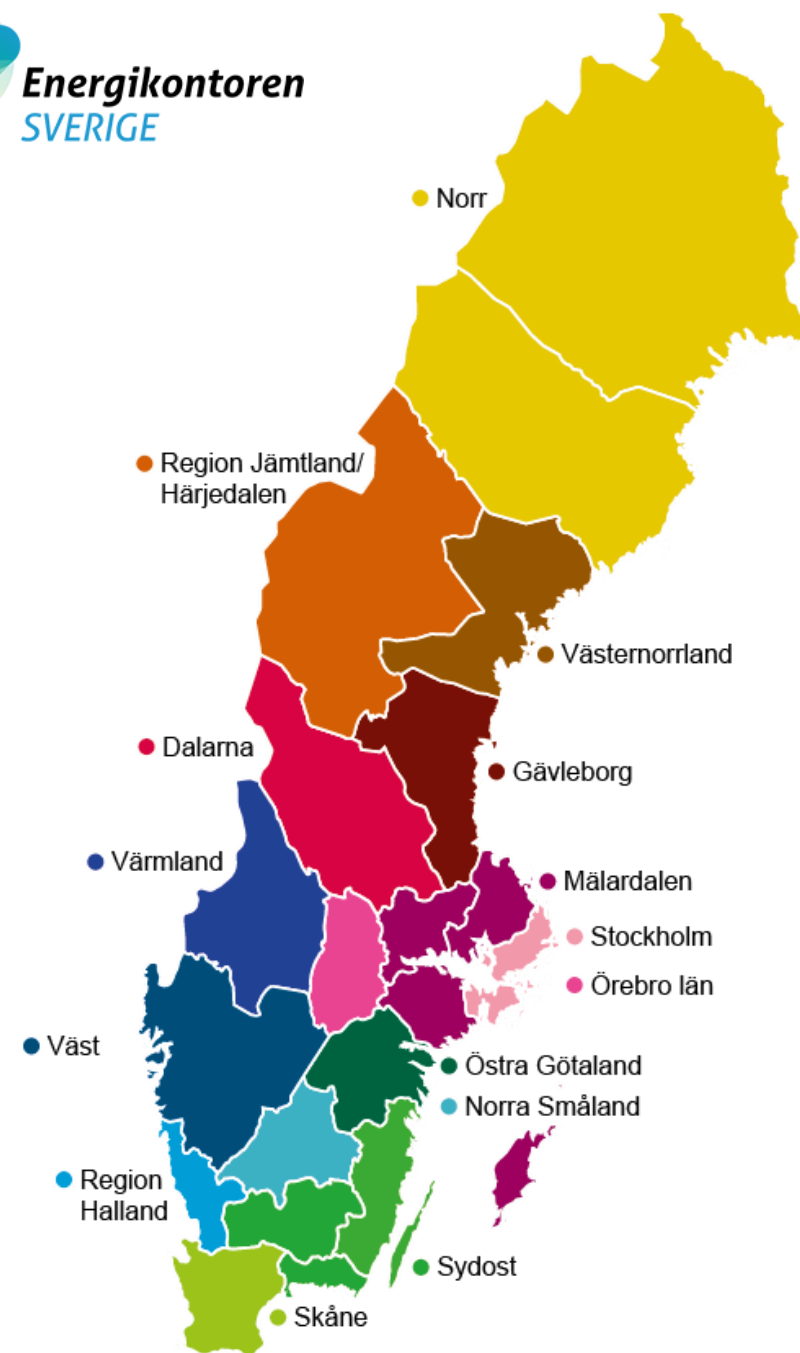 Energikontoren
SVERIGE
Norr
Region Jämtland/
Härjedalen
Västernorrland
Dalarna
Gävleborg
Värmland
Mälardalen
Stockholm
Örebro län
Väst
Östra Götaland
Norra Småland
Region
Halland
Sydost
Skåne